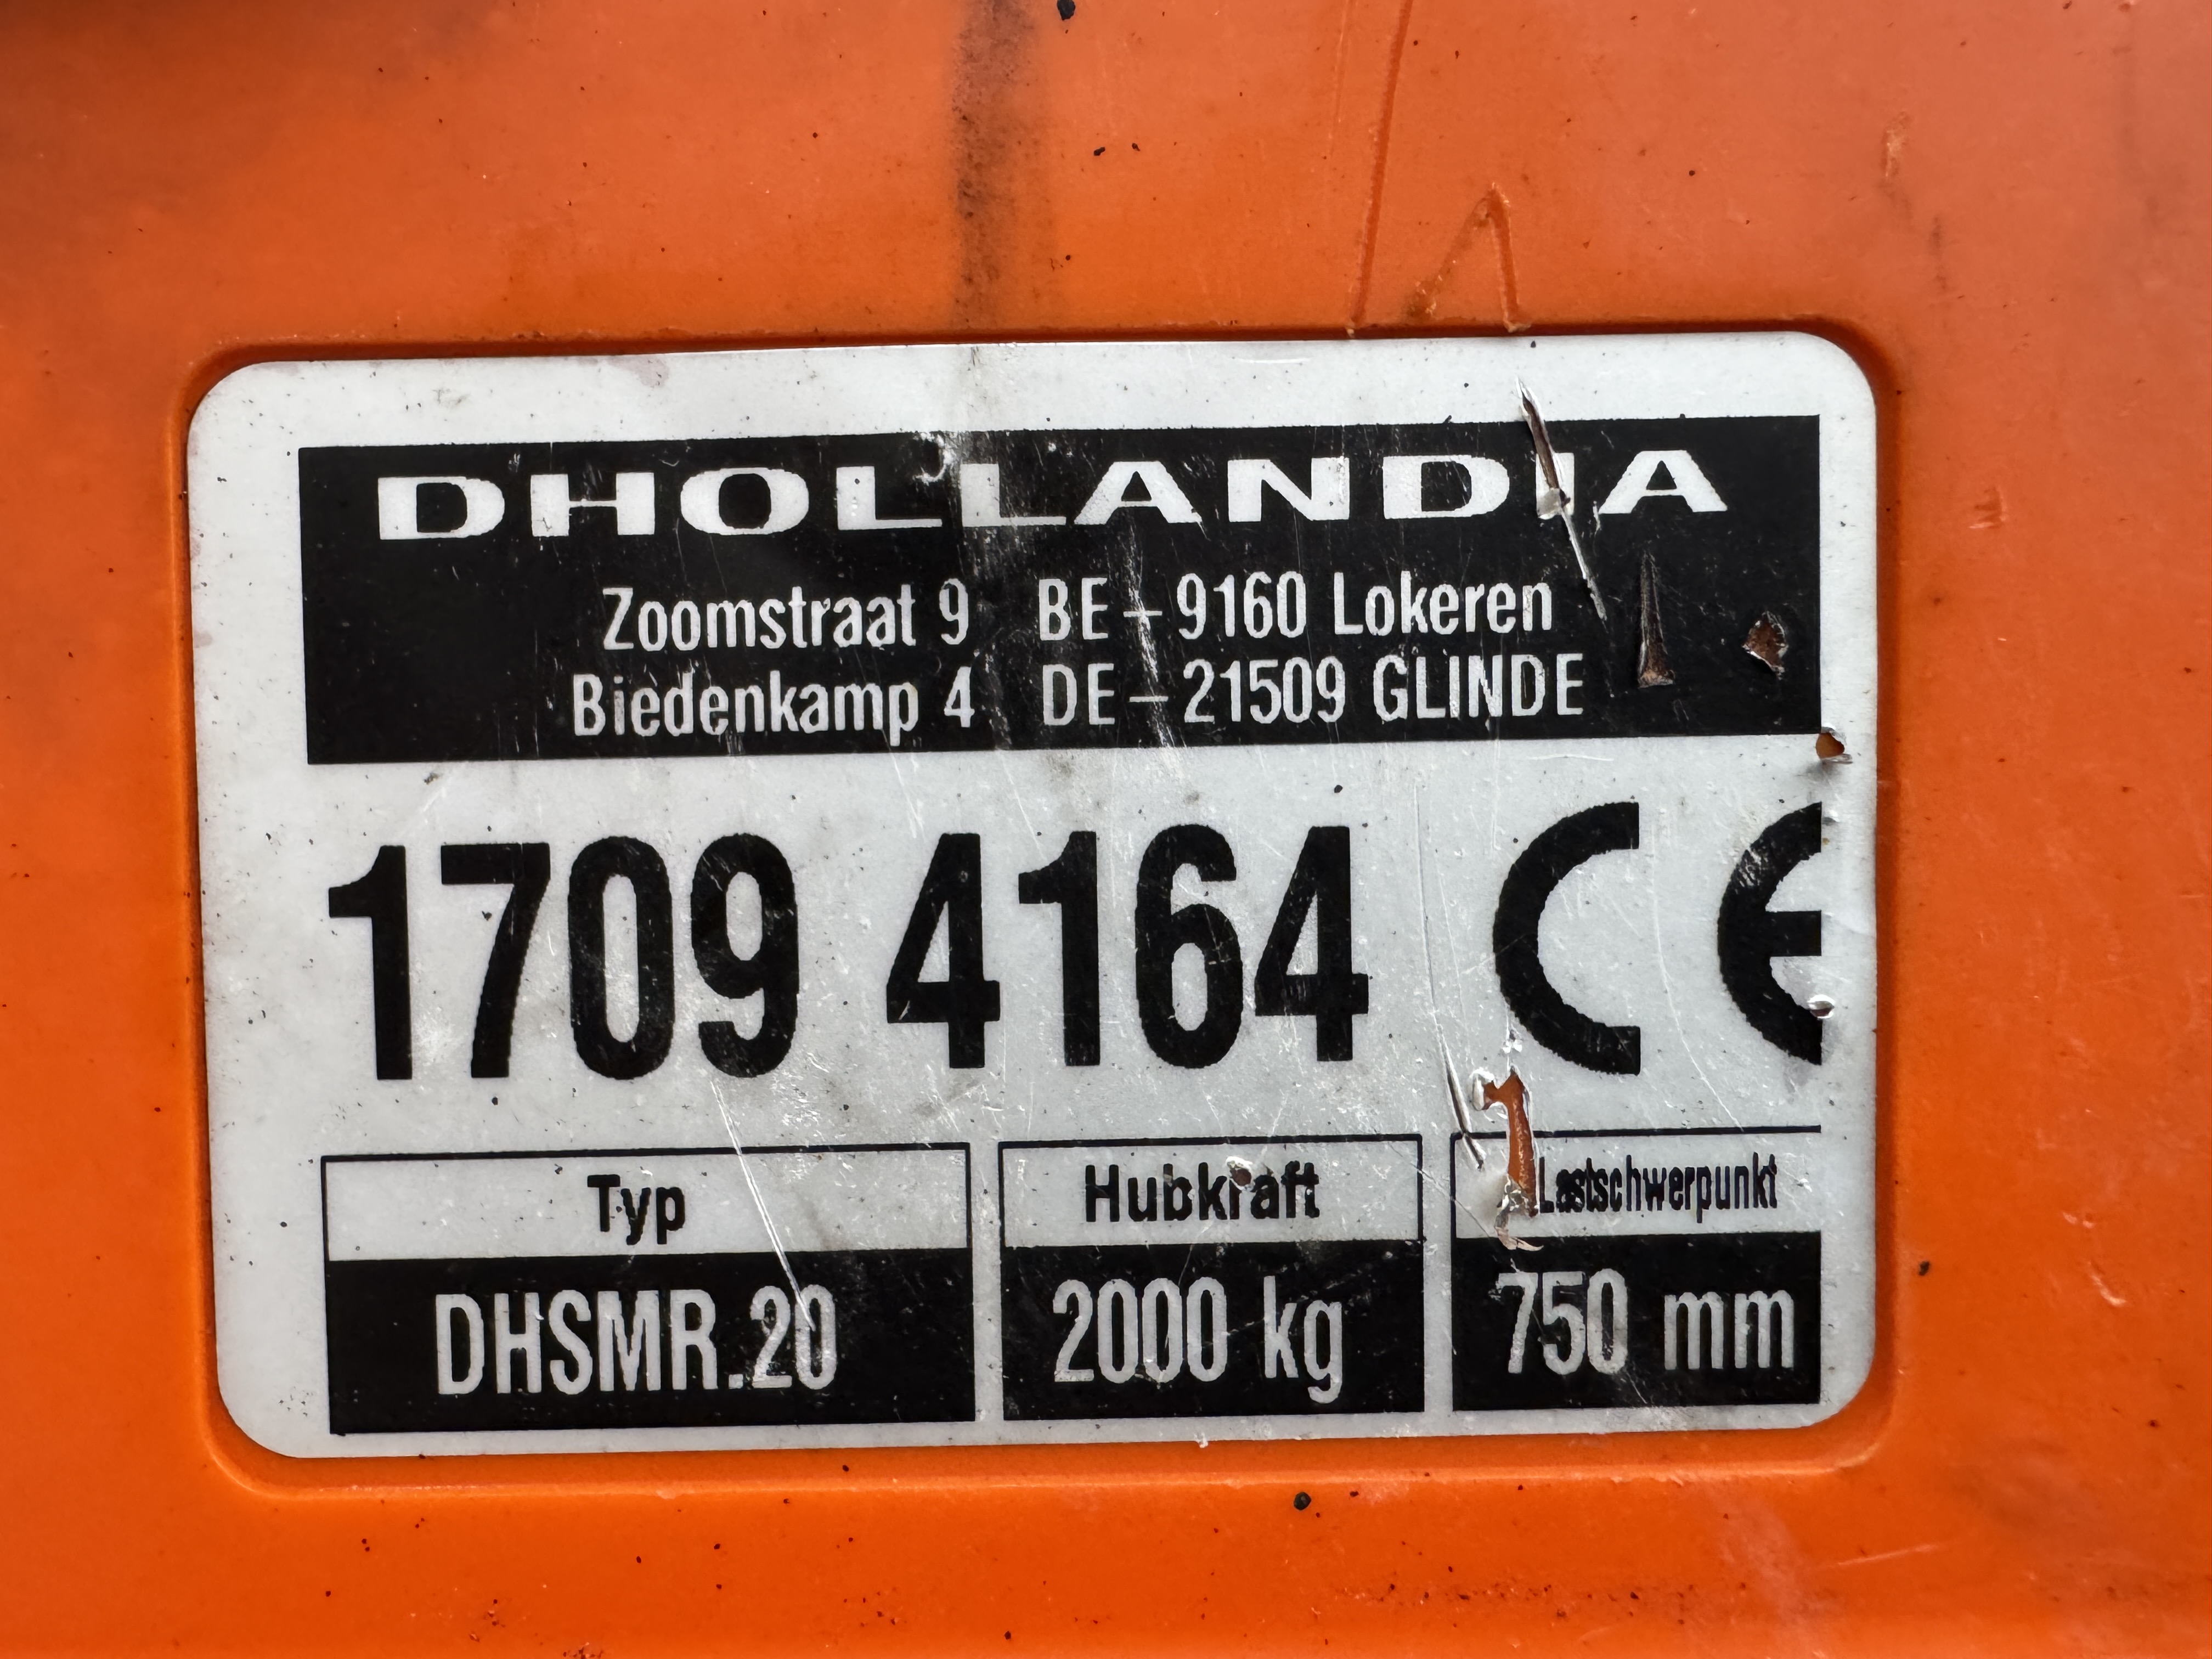 DHOLLANDIA
Zoomstraat 9 BE - 9160 Lokeren
Biedenkamp 4 DE - 21509 GLINDE
1709 4164 CE
Typ Hubkraft Lastschwerpunkt
DHSMR.20 2000 kg 750 mm